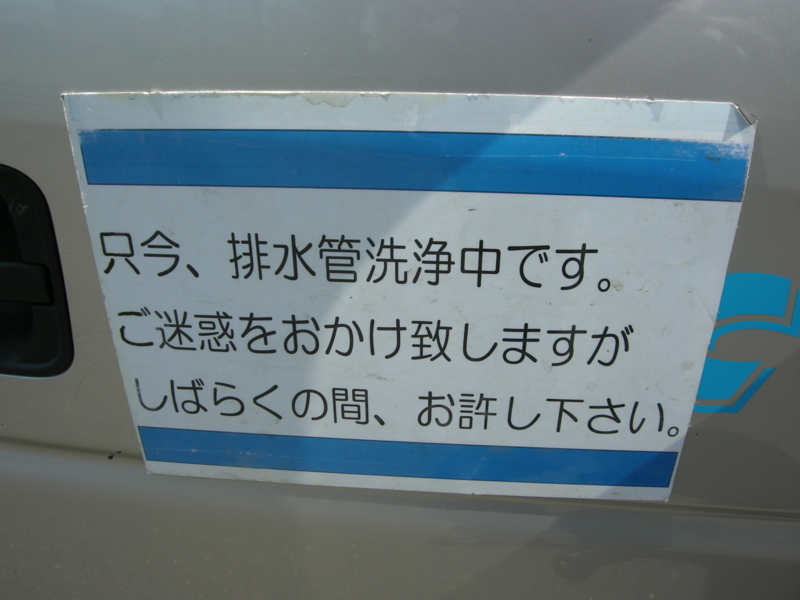 只今、排水管洗浄中です。
ご迷惑をおかけ致しますが
しばらくの間、お許し下さい。